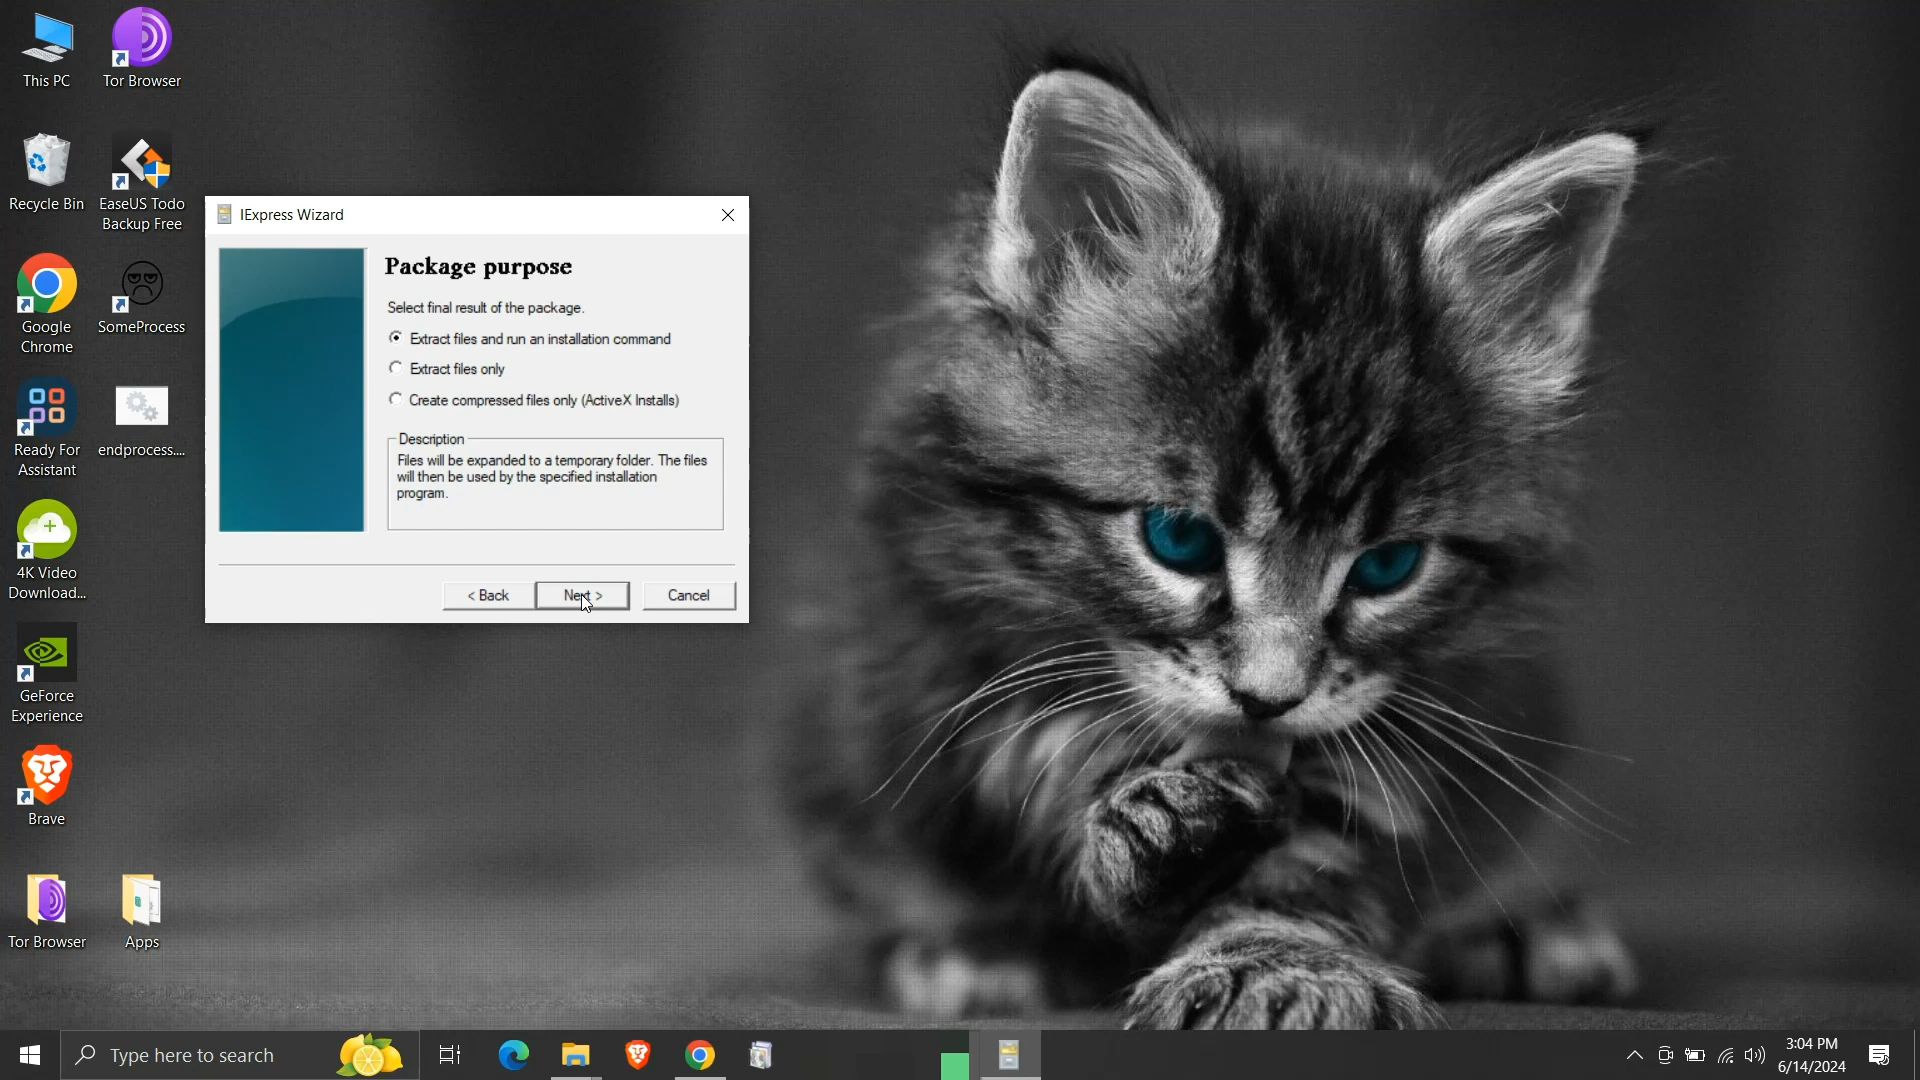 This PC
Tor Browser
Recycle Bin
EaseUS Todo
Backup Free
Google
Chrome
SomeProcess
Ready For
Assistant
endprocess....
4K Video
Download...
GeForce
Experience
Brave
Tor Browser
Apps
IExpress Wizard
Package purpose
Select final result of the package.
Extract files and run an installation command
Extract files only
Create compressed files only (ActiveX Installs)
Description
Files will be expanded to a temporary folder. The files
will then be used by the specified installation
program.
< Back
Next >
Cancel
Type here to search
3:04 PM
6/14/2024